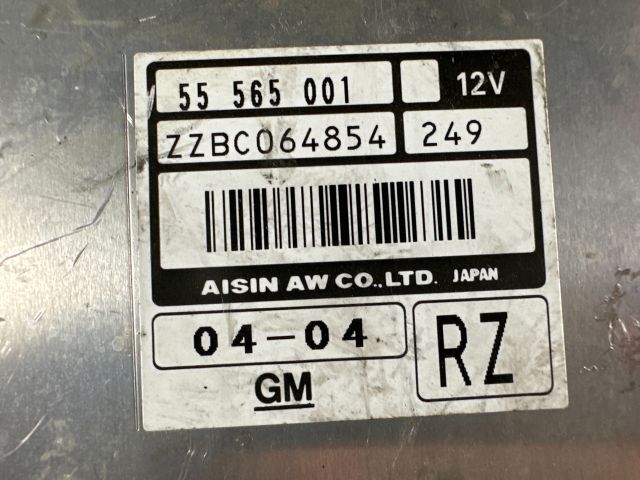 55 565 001 12V
ZZBC064854 249
AISIN AW CO.,LTD. JAPAN
04-04 RZ
GM